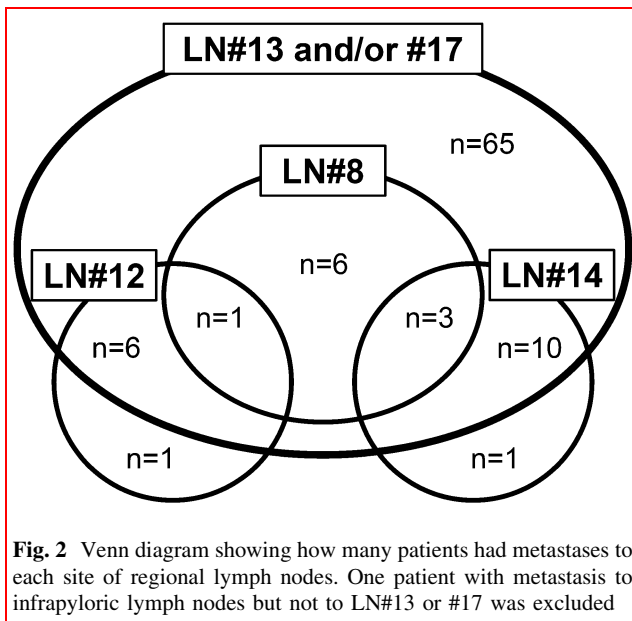 LN#13 and/or #17
n=65
LN#8
n=6
LN#12
LN#14
n=1
n=3
n=6
n=10
n=1
n=1
Fig. 2 Venn diagram showing how many patients had metastases to
each site of regional lymph nodes. One patient with metastasis to
infrapyloric lymph nodes but not to LN#13 or #17 was excluded